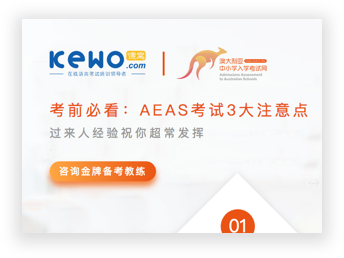 KeWO 课堂
.com
在线语言考试培训领导者
澳大利亚
中小学入学考试网
Admissions Assessment
to Australian Schools
考前必看：AEAS考试3大注意点
过来人经验祝你超常发挥
咨询金牌备考教练
01